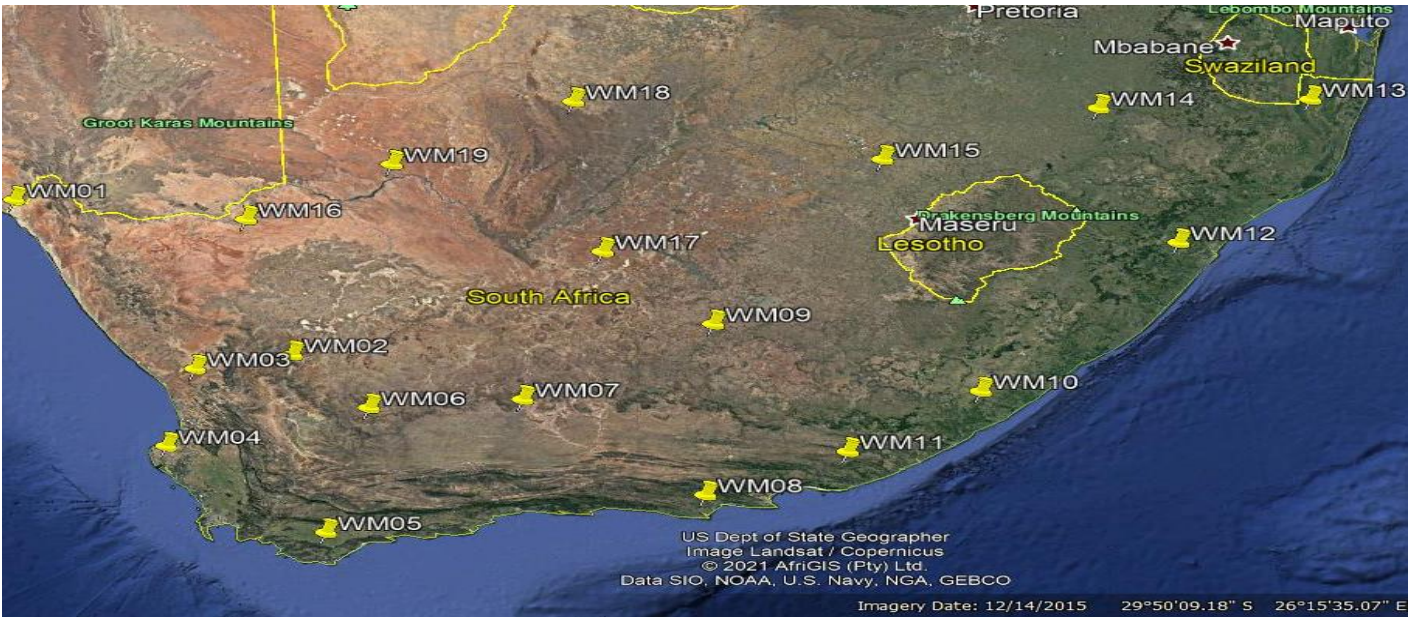 Pretoria
Lebombo Mountains
Maputo
Mbabane
Swaziland
WM18
WM14
WM13
Groot Karas Mountains
WM19
WM15
WM01
WM16
Drakensberg Mountains
Maseru
WM12
WM17
Lesotho
South Africa
WM09
WM02
WM03
WM10
WM06
WM07
WM04
WM11
WM08
WM05
US Dept of State Geographer
Image Landsat / Copernicus
© 2021 AfriGIS (Pty) Ltd.
Data SIO, NOAA, U.S. Navy, NGA, GEBCO
Imagery Date: 12/14/2015 29°50'09.18" S 26°15'35.07" E